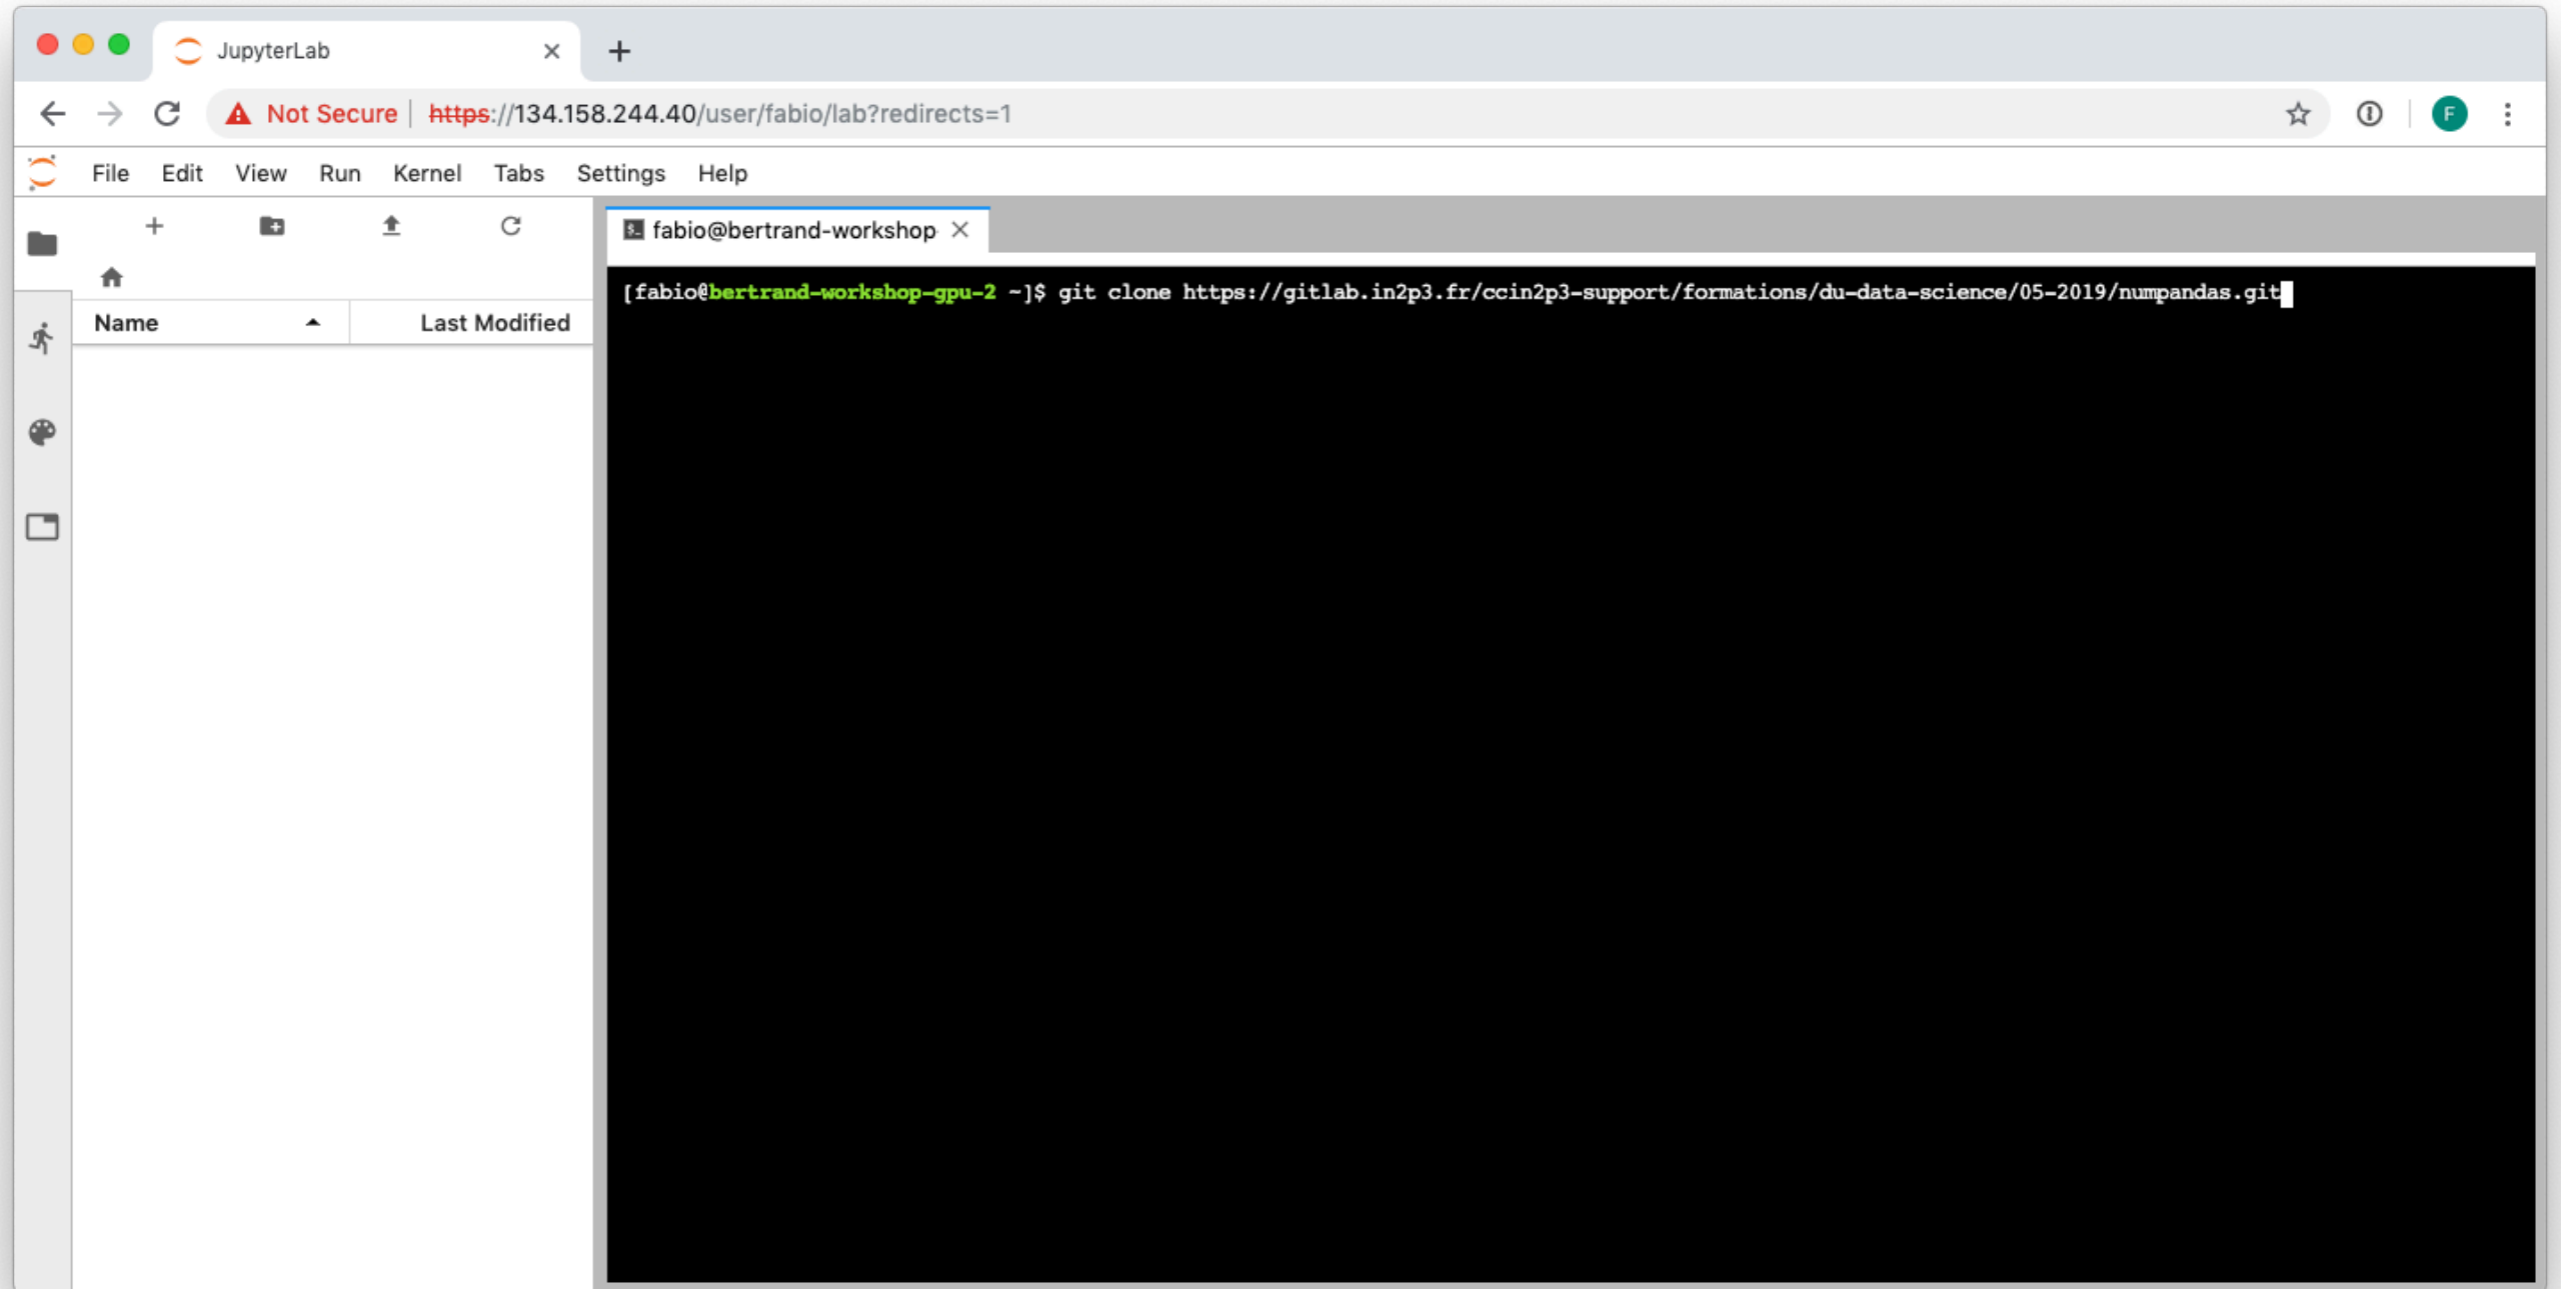 JupyterLab
Not Secure https://134.158.244.40/user/fabio/lab?redirects=1
F
File Edit View Run Kernel Tabs Settings Help
fabio@bertrand-workshop
Name Last Modified
[fabio@bertrand-workshop-gpu-2 ~]$ git clone https://gitlab.in2p3.fr/ccin2p3-support/formations/du-data-science/05-2019/numpandas.git